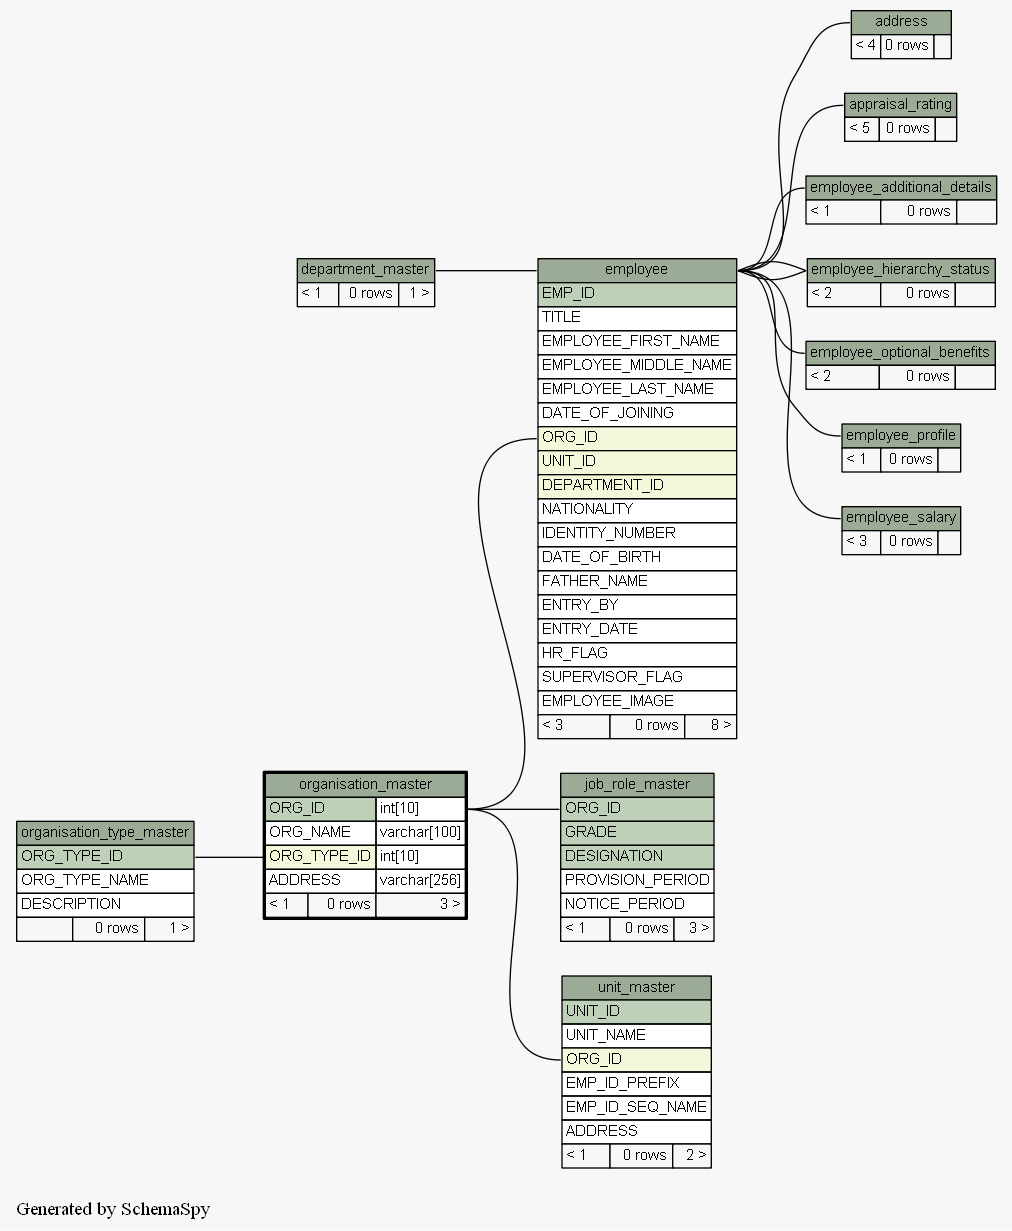 address
< 4 0 rows
appraisal_rating
< 5 0 rows
employee_additional_details
< 1 0 rows
department_master
< 1 0 rows 1 >
employee
EMP_ID
TITLE
EMPLOYEE_FIRST_NAME
EMPLOYEE_MIDDLE_NAME
EMPLOYEE_LAST_NAME
DATE_OF_JOINING
ORG_ID
UNIT_ID
DEPARTMENT_ID
NATIONALITY
IDENTITY_NUMBER
DATE_OF_BIRTH
FATHER_NAME
ENTRY_BY
ENTRY_DATE
HR_FLAG
SUPERVISOR_FLAG
EMPLOYEE_IMAGE
< 3 0 rows 8 >
employee_hierarchy_status
< 2 0 rows
employee_optional_benefits
< 2 0 rows
employee_profile
< 1 0 rows
employee_salary
< 3 0 rows
organisation_type_master
ORG_TYPE_ID
ORG_TYPE_NAME
DESCRIPTION
0 rows 1 >
organisation_master
ORG_ID int[10]
ORG_NAME varchar[100]
ORG_TYPE_ID int[10]
ADDRESS varchar[256]
< 1 0 rows 3 >
job_role_master
ORG_ID
GRADE
DESIGNATION
PROVISION_PERIOD
NOTICE_PERIOD
< 1 0 rows 3 >
unit_master
UNIT_ID
UNIT_NAME
ORG_ID
EMP_ID_PREFIX
EMP_ID_SEQ_NAME
ADDRESS
< 1 0 rows 2 >
Generated by SchemaSpy